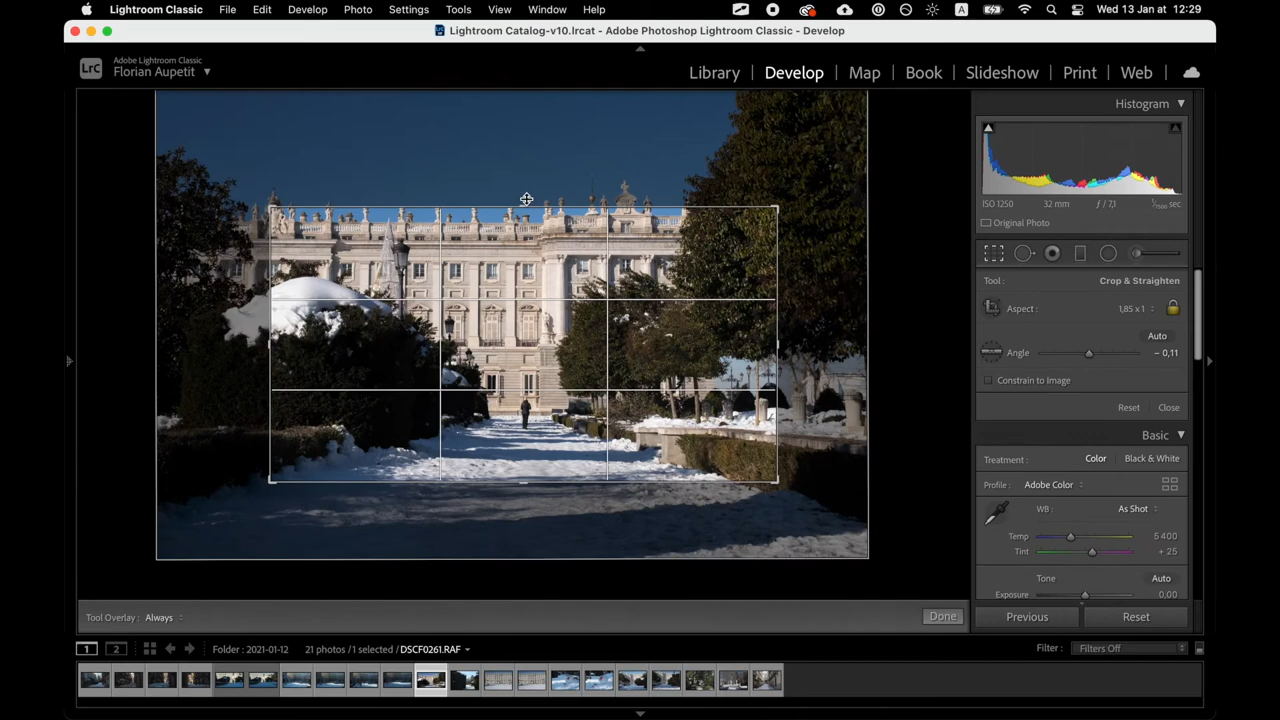 Lightroom Classic File Edit Develop Photo Settings Tools View Window Help A Wed 13 Jan at 12:29
Lightroom Catalog-v10.lrcat - Adobe Photoshop Lightroom Classic - Develop
LrC Adobe Lightroom Classic
Florian Aupetit
Library | Develop | Map | Book | Slideshow | Print | Web
Histogram
ISO 1250 32 mm ƒ / 7,1 1/1500 sec
Original Photo
Tool : Crop & Straighten
Aspect : 1,85 x 1
Auto
Angle – 0,11
Constrain to Image
Reset Close
Basic
Treatment : Color Black & White
Profile : Adobe Color
WB : As Shot
Temp 5 400
Tint + 25
Tone Auto
Exposure 0,00
Tool Overlay : Always Done Previous Reset
1 2 Folder : 2021-01-12 21 photos / 1 selected / DSCF0261.RAF Filter : Filters Off